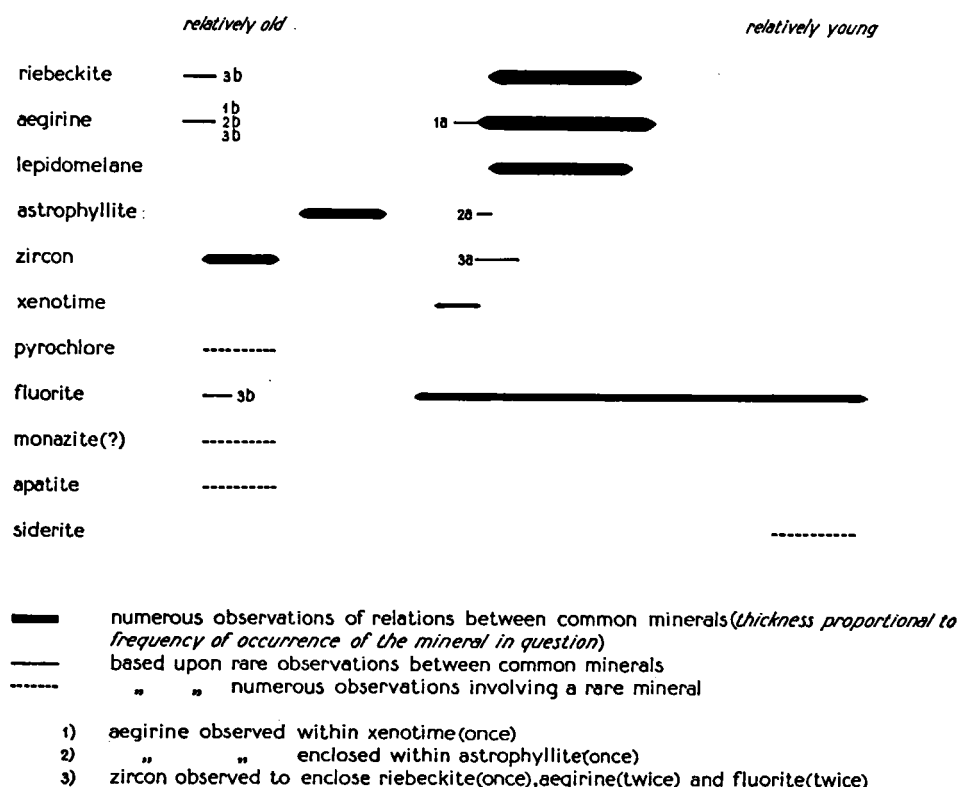 relatively old relatively young
riebeckite 3b
1b
aegirine 2b 1a
3b
lepidomelane
astrophyllite : 2a
zircon 3a
xenotime
pyrochlore
fluorite 3b
monazite(?)
apatite
siderite
numerous observations of relations between common minerals(thickness proportional to
frequency of occurrence of the mineral in question)
based upon rare observations between common minerals
„ „ numerous observations involving a rare mineral
1) aegirine observed within xenotime(once)
2) „ „ enclosed within astrophyllite(once)
3) zircon observed to enclose riebeckite(once),aegirine(twice) and fluorite(twice)